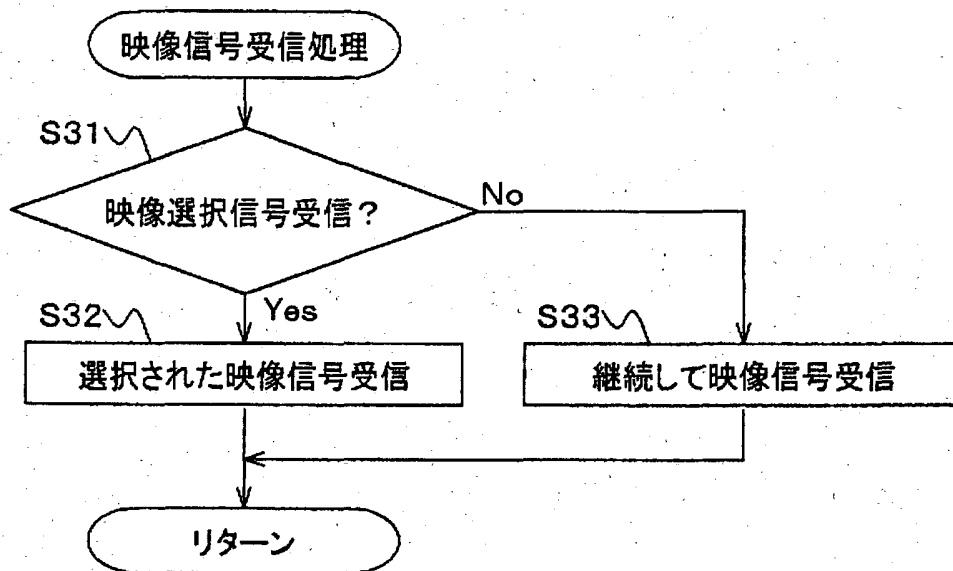 映像信号受信処理
S31
映像選択信号受信？
No
Yes
S32
選択された映像信号受信
S33
継続して映像信号受信
リターン